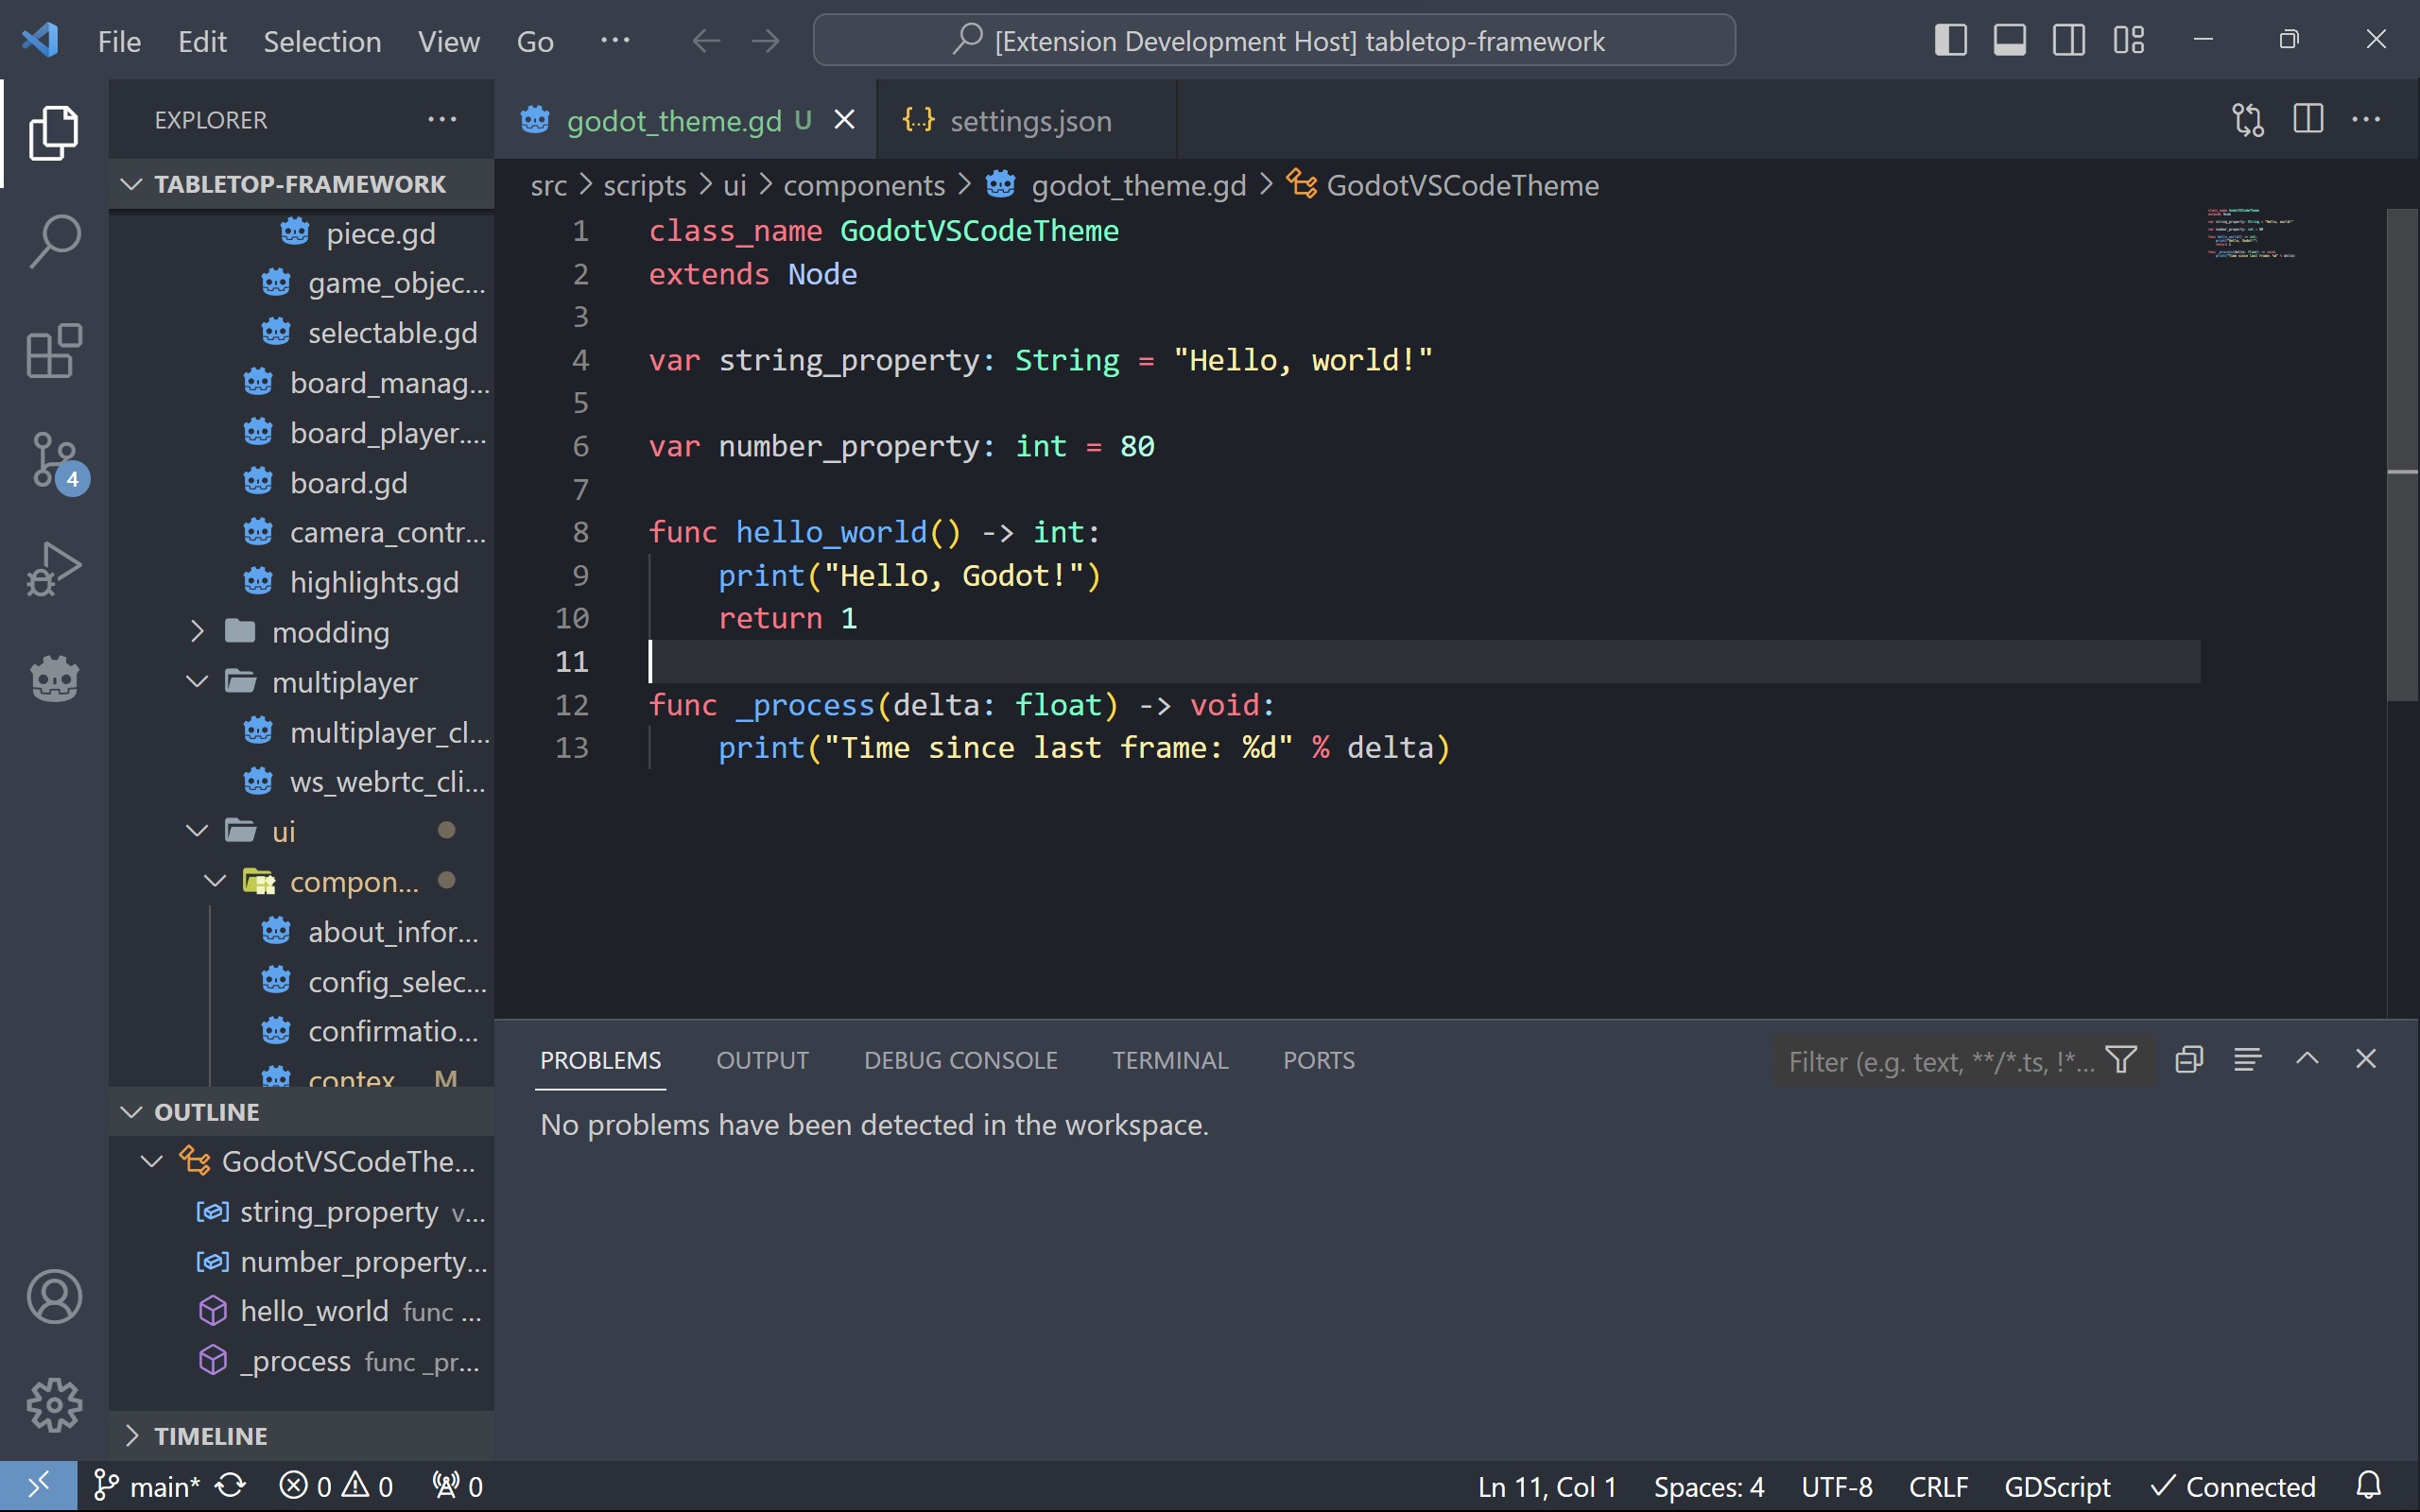 File Edit Selection View Go ··· [Extension Development Host] tabletop-framework
EXPLORER ···
TABLETOP-FRAMEWORK
piece.gd
game_objec...
selectable.gd
board_manag...
board_player....
board.gd
camera_contr...
highlights.gd
modding
multiplayer
multiplayer_cl...
ws_webrtc_cli...
ui
compon...
about_infor...
config_selec...
confirmatio...
contex... M
OUTLINE
GodotVSCodeThe...
string_property v...
number_property...
hello_world func ...
_process func _pr...
TIMELINE
4
godot_theme.gd U
{...} settings.json
src > scripts > ui > components > godot_theme.gd > GodotVSCodeTheme
1 class_name GodotVSCodeTheme
2 extends Node
3
4 var string_property: String = "Hello, world!"
5
6 var number_property: int = 80
7
8 func hello_world() -> int:
9 print("Hello, Godot!")
10 return 1
11
12 func _process(delta: float) -> void:
13 print("Time since last frame: %d" % delta)
PROBLEMS OUTPUT DEBUG CONSOLE TERMINAL PORTS
Filter (e.g. text, **/*.ts, !*...
No problems have been detected in the workspace.
main* 0 0 0 Ln 11, Col 1 Spaces: 4 UTF-8 CRLF GDScript Connected